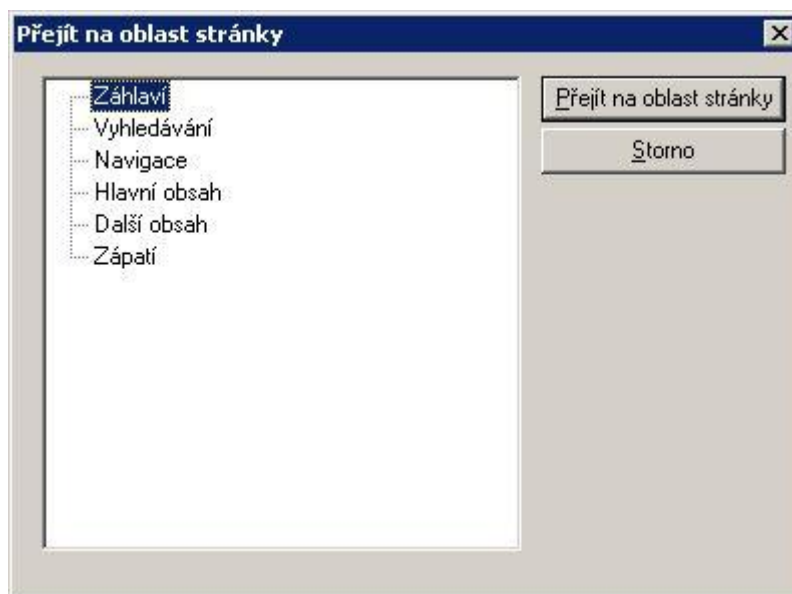 Přejít na oblast stránky
Záhlaví
Vyhledávání
Navigace
Hlavní obsah
Další obsah
Zápatí
Přejít na oblast stránky
Storno